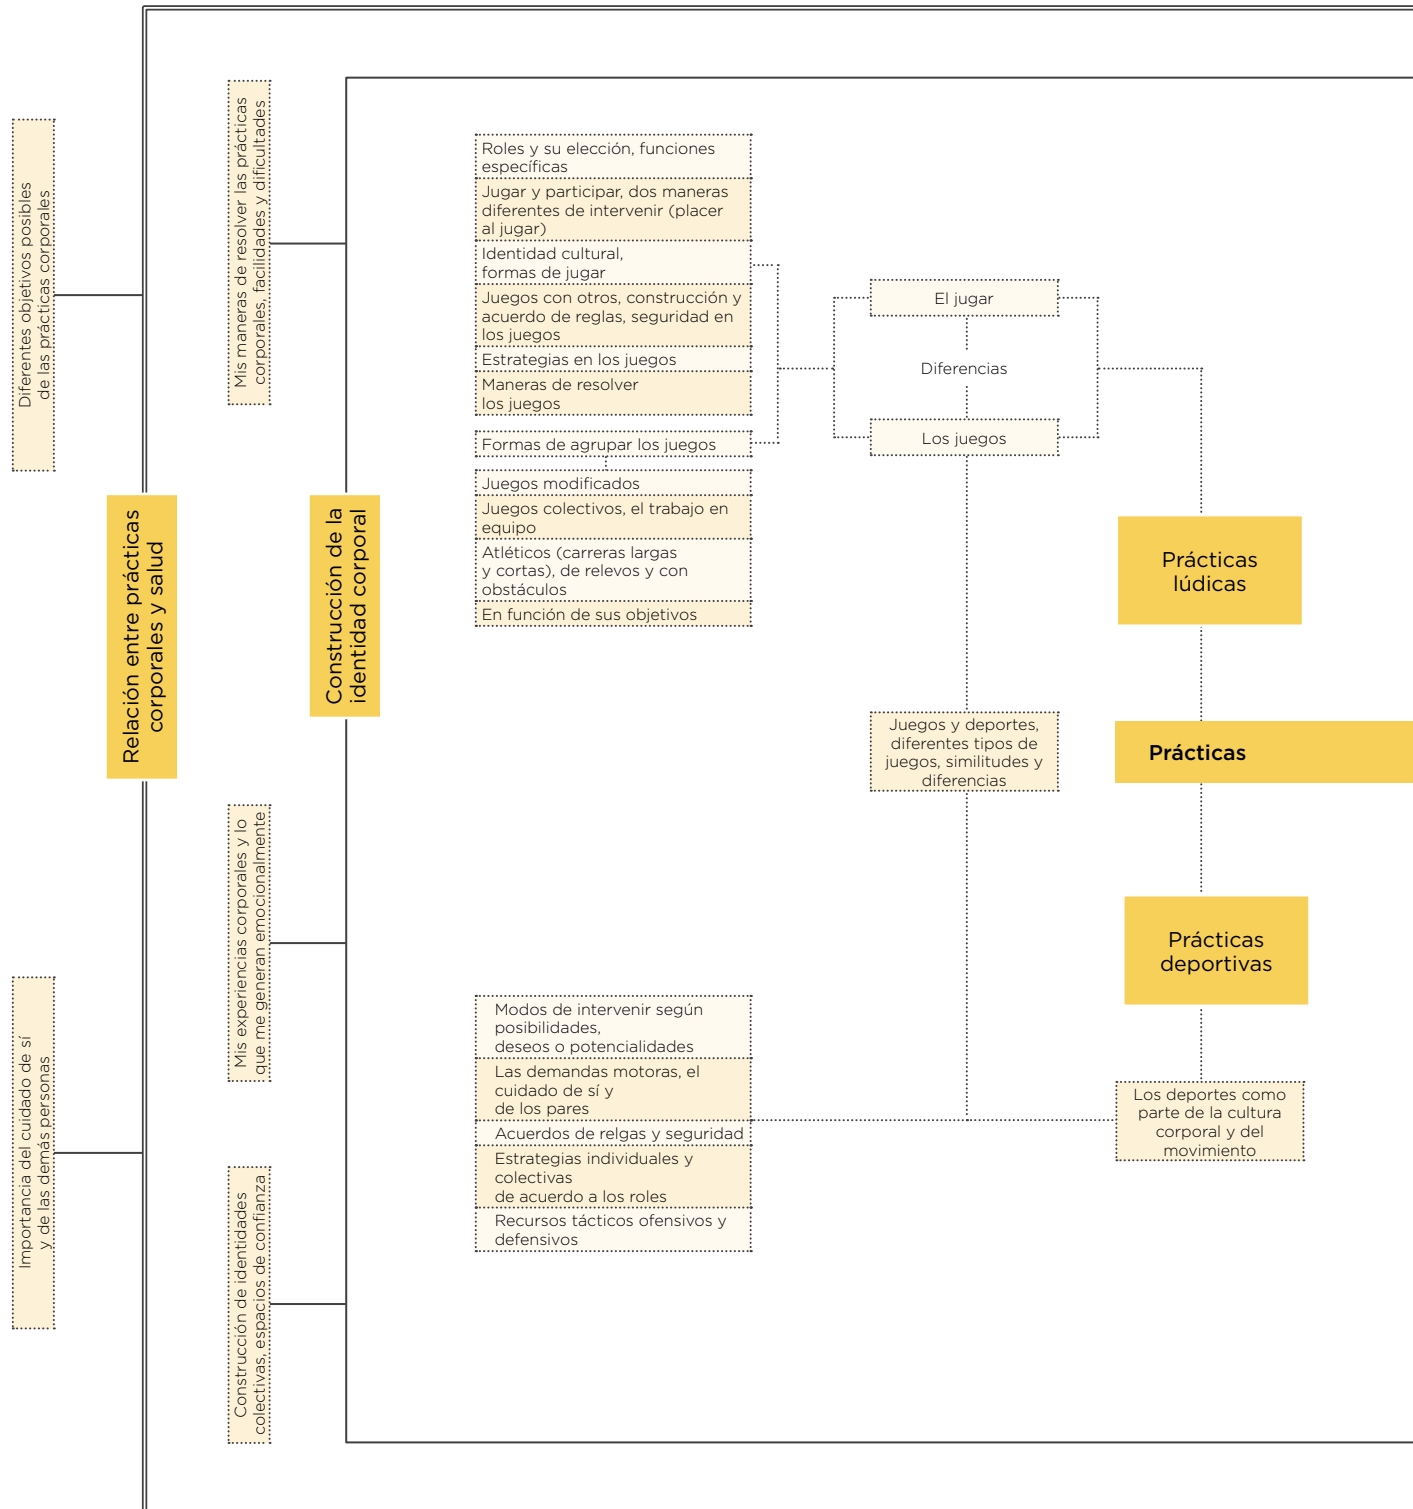 Diferentes objetivos posibles
de las prácticas corporales
Importancia del cuidado de sí
y de las demás personas
Relación entre prácticas
corporales y salud
Mis maneras de resolver las prácticas
corporales, facilidades y dificultades
Mis experiencias corporales y lo
que me generan emocionalmente
Construcción de identidades
colectivas, espacios de confianza
Construcción de la
identidad corporal
Roles y su elección, funciones
específicas
Jugar y participar, dos maneras
diferentes de intervenir (placer
al jugar)
Identidad cultural,
formas de jugar
Juegos con otros, construcción y
acuerdo de reglas, seguridad en
los juegos
Estrategias en los juegos
Maneras de resolver
los juegos
Formas de agrupar los juegos
Juegos modificados
Juegos colectivos, el trabajo en
equipo
Atléticos (carreras largas
y cortas), de relevos y con
obstáculos
En función de sus objetivos
El jugar
Diferencias
Los juegos
Juegos y deportes,
diferentes tipos de
juegos, similitudes y
diferencias
Prácticas
lúdicas
Prácticas
Prácticas
deportivas
Modos de intervenir según
posibilidades,
deseos o potencialidades
Las demandas motoras, el
cuidado de sí y
de los pares
Acuerdos de relgas y seguridad
Estrategias individuales y
colectivas
de acuerdo a los roles
Recursos tácticos ofensivos y
defensivos
Los deportes como
parte de la cultura
corporal y del
movimiento